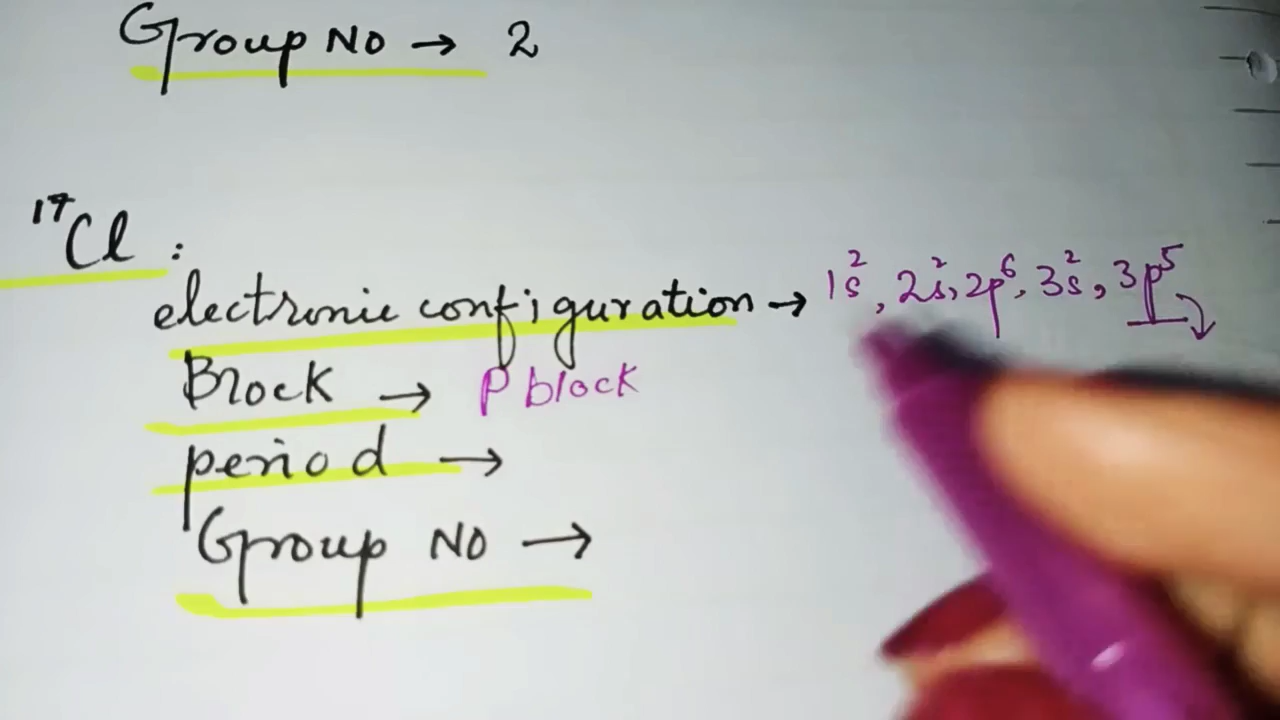 Group No → 2
¹⁷Cl :
electronic configuration → 1s², 2s², 2p⁶, 3s², 3p⁵
Block → P block
period →
Group No →